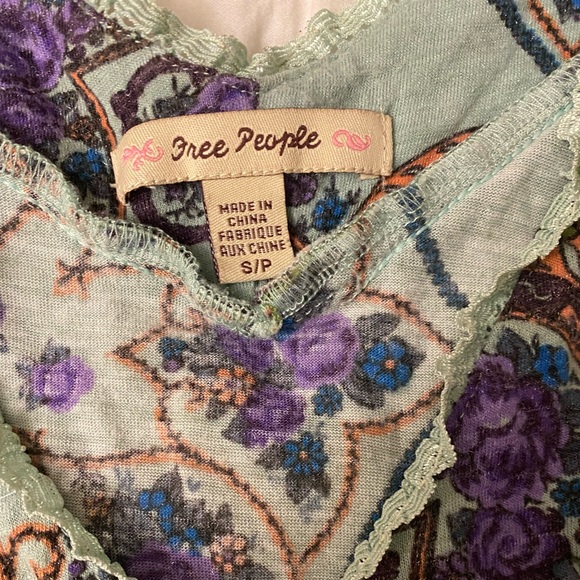 Free People
MADE IN
CHINA
FABRIQUE
AUX CHINE
S/P